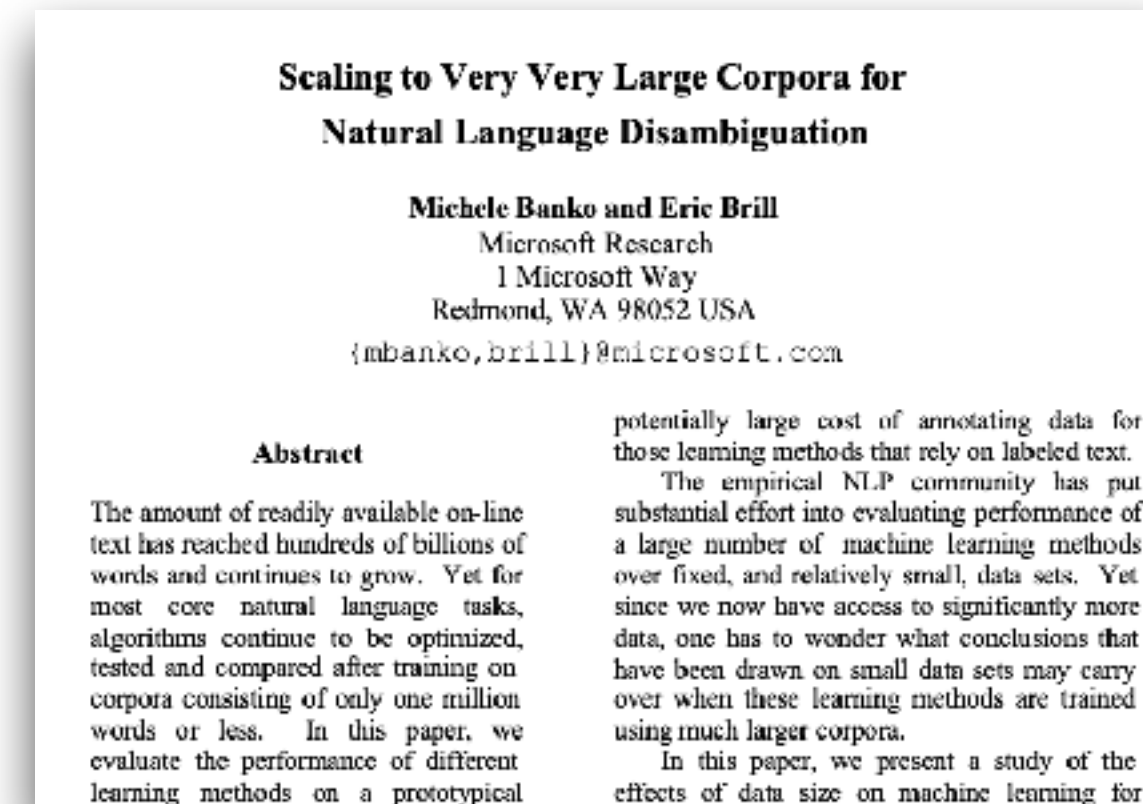 Scaling to Very Very Large Corpora for
Natural Language Disambiguation
Michele Banko and Eric Brill
Microsoft Research
1 Microsoft Way
Redmond, WA 98052 USA
{mbanko,brill}@microsoft.com
Abstract
The amount of readily available on-line
text has reached hundreds of billions of
words and continues to grow. Yet for
most core natural language tasks,
algorithms continue to be optimized,
tested and compared after training on
corpora consisting of only one million
words or less. In this paper, we
evaluate the performance of different
learning methods on a prototypical
potentially large cost of annotating data for
those learning methods that rely on labeled text.
The empirical NLP community has put
substantial effort into evaluating performance of
a large number of machine learning methods
over fixed, and relatively small, data sets. Yet
since we now have access to significantly more
data, one has to wonder what conclusions that
have been drawn on small data sets may carry
over when these learning methods are trained
using much larger corpora.
In this paper, we present a study of the
effects of data size on machine learning for